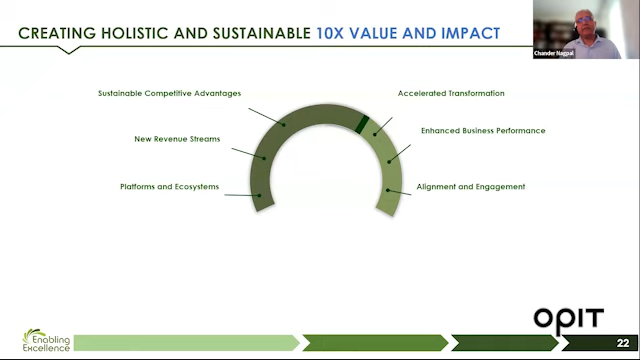 CREATING HOLISTIC AND SUSTAINABLE 10X VALUE AND IMPACT
Chander Nagpal
Sustainable Competitive Advantages
Accelerated Transformation
New Revenue Streams
Enhanced Business Performance
Platforms and Ecosystems
Alignment and Engagement
OPIT
Enabling
Excellence
22